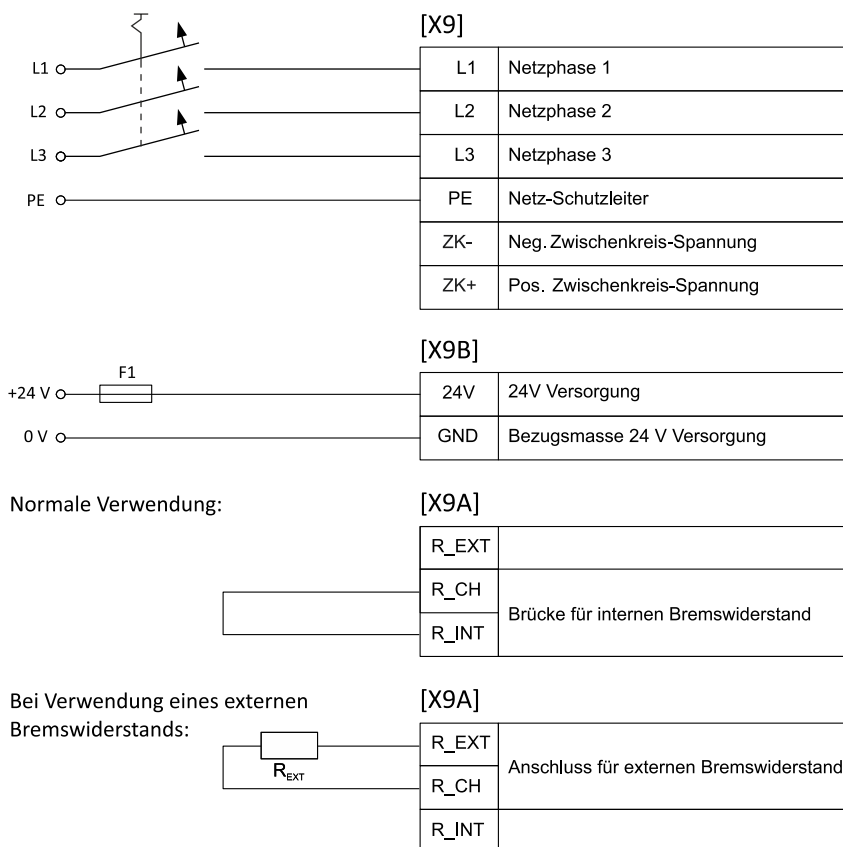 [X9]
L1 L1 Netzphase 1
L2 L2 Netzphase 2
L3 L3 Netzphase 3
PE PE Netz-Schutzleiter
ZK- Neg. Zwischenkreis-Spannung
ZK+ Pos. Zwischenkreis-Spannung
[X9B]
F1
+24 V 24V 24V Versorgung
0 V GND Bezugsmasse 24 V Versorgung
Normale Verwendung: [X9A]
R_EXT
R_CH
Brücke für internen Bremswiderstand
R_INT
Bei Verwendung eines externen [X9A]
Bremswiderstands:
R_EXT
REXT
Anschluss für externen Bremswiderstand
R_CH
R_INT